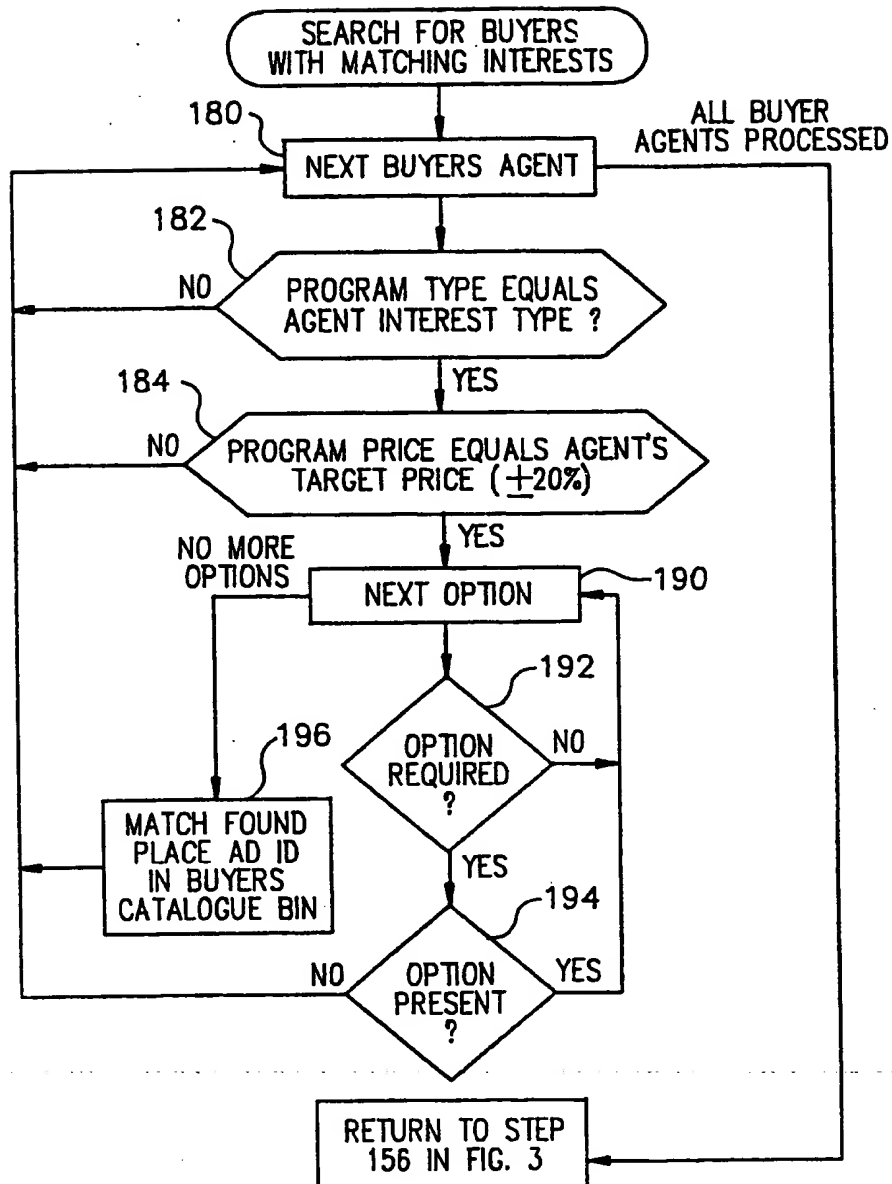 SEARCH FOR BUYERS
WITH MATCHING INTERESTS
180
ALL BUYER
AGENTS PROCESSED
NEXT BUYERS AGENT
182
NO
PROGRAM TYPE EQUALS
AGENT INTEREST TYPE ?
YES
184
NO
PROGRAM PRICE EQUALS AGENT'S
TARGET PRICE (±20%)
YES
NO MORE
OPTIONS
NEXT OPTION
190
192
OPTION
REQUIRED
?
NO
196
MATCH FOUND
PLACE AD ID
IN BUYERS
CATALOGUE BIN
YES
194
NO
OPTION
PRESENT
?
YES
RETURN TO STEP
156 IN FIG. 3